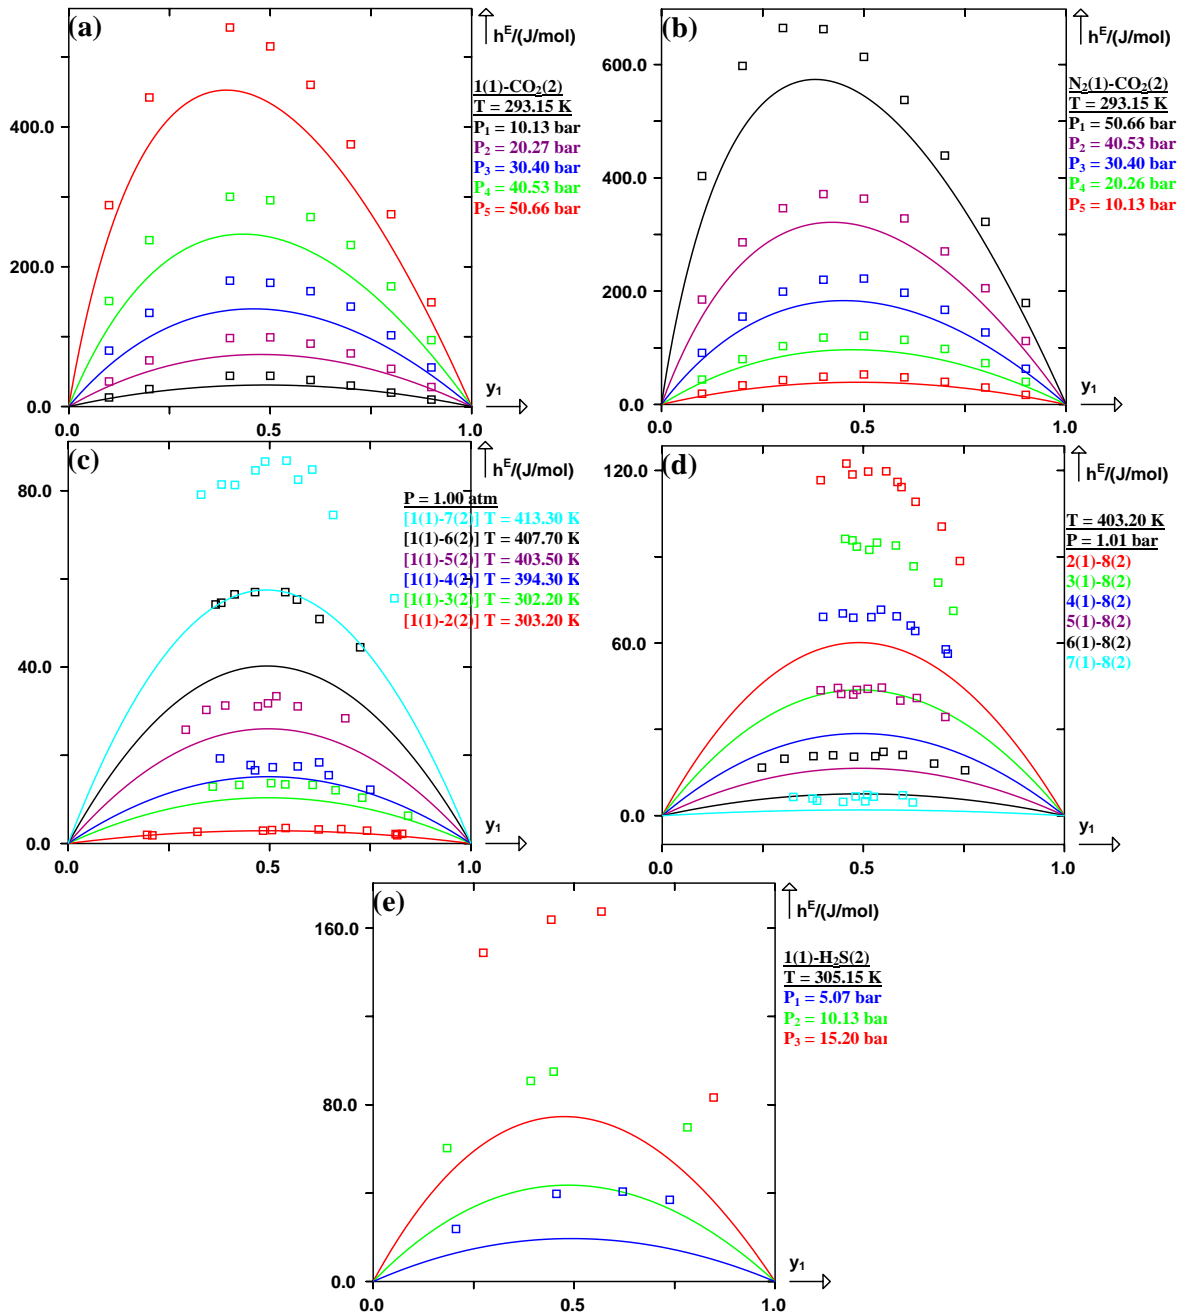 (a)
h^E/(J/mol)
1(1)-CO₂(2)
T = 293.15 K
P₁ = 10.13 bar
P₂ = 20.27 bar
P₃ = 30.40 bar
P₄ = 40.53 bar
P₅ = 50.66 bar
400.0
200.0
0.0
y₁
0.0 0.5 1.0
(b)
h^E/(J/mol)
N₂(1)-CO₂(2)
T = 293.15 K
P₁ = 50.66 bar
P₂ = 40.53 bar
P₃ = 30.40 bar
P₄ = 20.26 bar
P₅ = 10.13 bar
600.0
400.0
200.0
0.0
y₁
0.0 0.5 1.0
(c)
h^E/(J/mol)
P = 1.00 atm
[1(1)-7(2)] T = 413.30 K
[1(1)-6(2)] T = 407.70 K
[1(1)-5(2)] T = 403.50 K
[1(1)-4(2)] T = 394.30 K
[1(1)-3(2)] T = 302.20 K
[1(1)-2(2)] T = 303.20 K
80.0
40.0
0.0
y₁
0.0 0.5 1.0
(d)
h^E/(J/mol)
T = 403.20 K
P = 1.01 bar
2(1)-8(2)
3(1)-8(2)
4(1)-8(2)
5(1)-8(2)
6(1)-8(2)
7(1)-8(2)
120.0
60.0
0.0
y₁
0.0 0.5 1.0
(e)
h^E/(J/mol)
1(1)-H₂S(2)
T = 305.15 K
P₁ = 5.07 bar
P₂ = 10.13 bar
P₃ = 15.20 bar
160.0
80.0
0.0
y₁
0.0 0.5 1.0